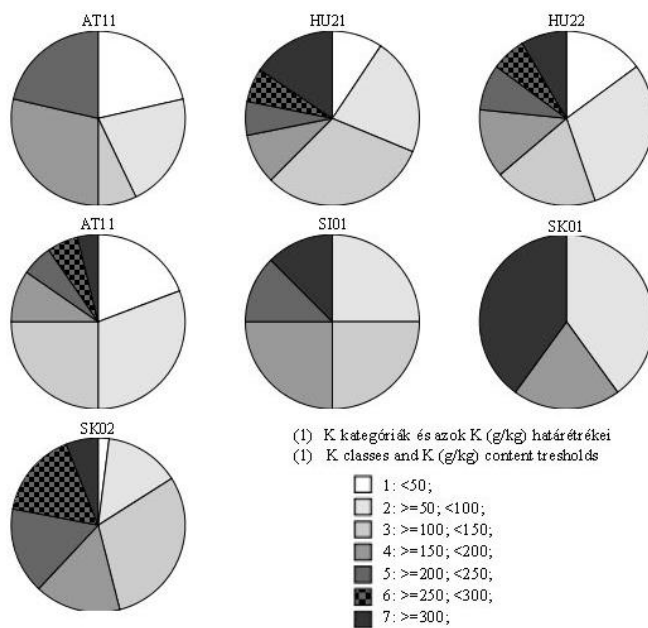 AT11 HU21 HU22
AT11 SI01 SK01
SK02
(1) K kategóriák és azok K (g/kg) határétrékei
(1) K classes and K (g/kg) content tresholds
1: <50;
2: >=50; <100;
3: >=100; <150;
4: >=150; <200;
5: >=200; <250;
6: >=250; <300;
7: >=300;